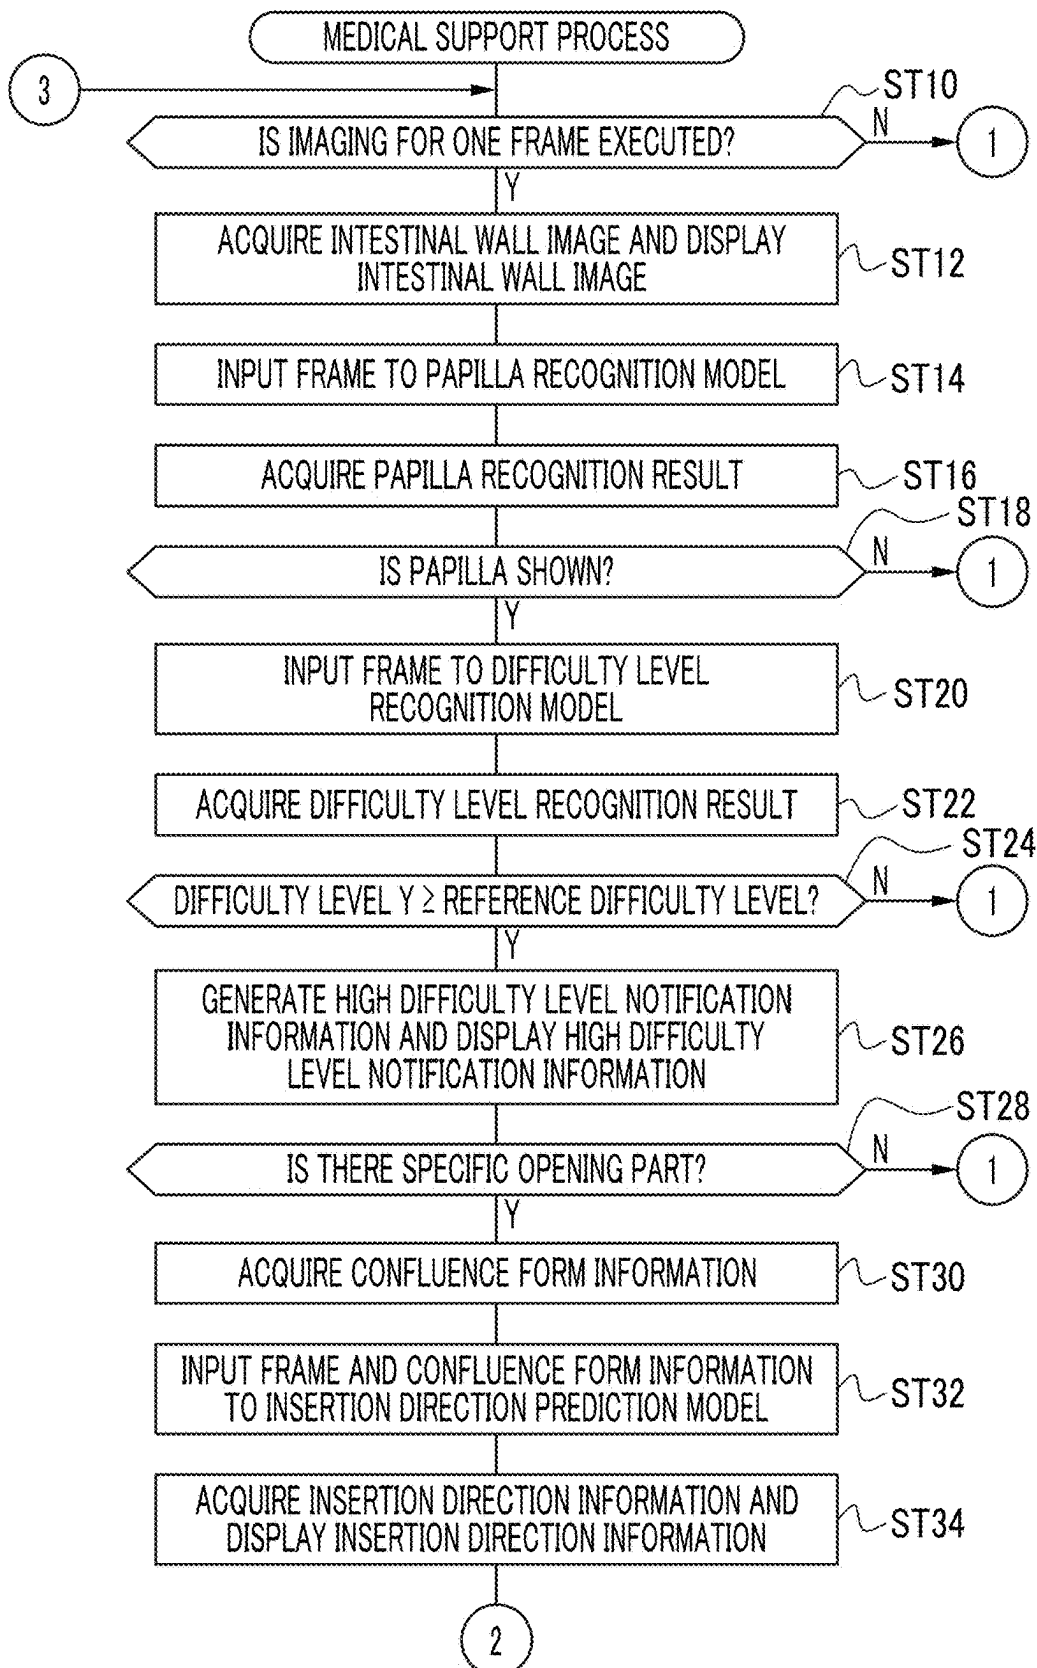 MEDICAL SUPPORT PROCESS
3
ST10
IS IMAGING FOR ONE FRAME EXECUTED?
N
1
Y
ACQUIRE INTESTINAL WALL IMAGE AND DISPLAY
INTESTINAL WALL IMAGE
ST12
INPUT FRAME TO PAPILLA RECOGNITION MODEL
ST14
ACQUIRE PAPILLA RECOGNITION RESULT
ST16
ST18
IS PAPILLA SHOWN?
N
1
Y
INPUT FRAME TO DIFFICULTY LEVEL
RECOGNITION MODEL
ST20
ACQUIRE DIFFICULTY LEVEL RECOGNITION RESULT
ST22
ST24
DIFFICULTY LEVEL Y ≥ REFERENCE DIFFICULTY LEVEL?
N
1
Y
GENERATE HIGH DIFFICULTY LEVEL NOTIFICATION
INFORMATION AND DISPLAY HIGH DIFFICULTY
LEVEL NOTIFICATION INFORMATION
ST26
ST28
IS THERE SPECIFIC OPENING PART?
N
1
Y
ACQUIRE CONFLUENCE FORM INFORMATION
ST30
INPUT FRAME AND CONFLUENCE FORM INFORMATION
TO INSERTION DIRECTION PREDICTION MODEL
ST32
ACQUIRE INSERTION DIRECTION INFORMATION AND
DISPLAY INSERTION DIRECTION INFORMATION
ST34
2